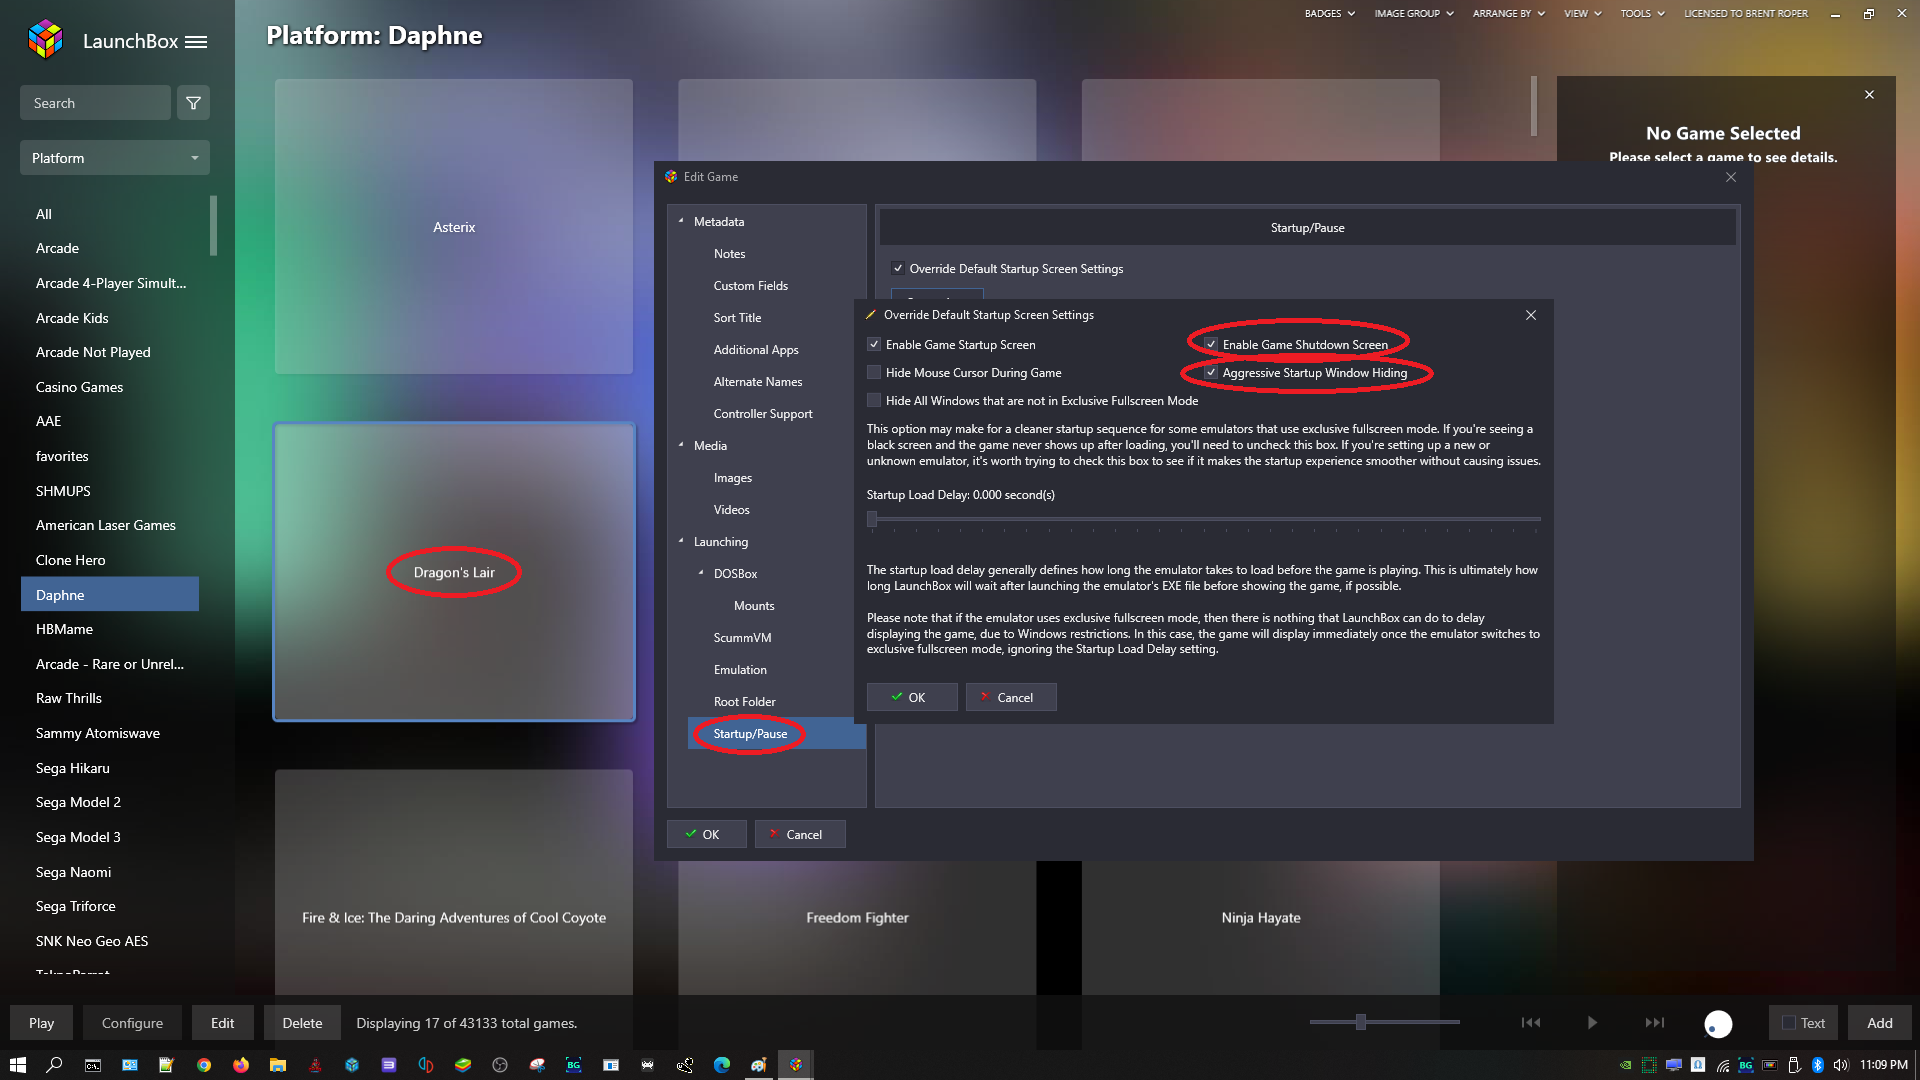 LaunchBox
Search
Platform
All
Arcade
Arcade 4-Player Simult...
Arcade Kids
Arcade Not Played
Casino Games
AAE
favorites
SHMUPS
American Laser Games
Clone Hero
Daphne
HBMame
Arcade - Rare or Unrel...
Raw Thrills
Sammy Atomiswave
Sega Hikaru
Sega Model 2
Sega Model 3
Sega Naomi
Sega Triforce
SNK Neo Geo AES
Platform: Daphne
BADGES IMAGE GROUP ARRANGE BY VIEW TOOLS LICENSED TO BRENT ROPER
Asterix
Dragon's Lair
Fire & Ice: The Daring Adventures of Cool Coyote
Freedom Fighter
Ninja Hayate
No Game Selected
Please select a game to see details.
Edit Game
Metadata
Notes
Custom Fields
Sort Title
Additional Apps
Alternate Names
Controller Support
Media
Images
Videos
Launching
DOSBox
Mounts
ScummVM
Emulation
Root Folder
Startup/Pause
Startup/Pause
Override Default Startup Screen Settings
Override Default Startup Screen Settings
Enable Game Startup Screen
Enable Game Shutdown Screen
Hide Mouse Cursor During Game
Aggressive Startup Window Hiding
Hide All Windows that are not in Exclusive Fullscreen Mode
This option may make for a cleaner startup sequence for some emulators that use exclusive fullscreen mode. If you're seeing a
black screen and the game never shows up after loading, you'll need to uncheck this box. If you're setting up a new or
unknown emulator, it's worth trying to check this box to see if it makes the startup experience smoother without causing issues.
Startup Load Delay: 0.000 second(s)
The startup load delay generally defines how long the emulator takes to load before the game is playing. This is ultimately how
long LaunchBox will wait after launching the emulator's EXE file before showing the game, if possible.
Please note that if the emulator uses exclusive fullscreen mode, then there is nothing that LaunchBox can do to delay
displaying the game, due to Windows restrictions. In this case, the game will display immediately once the emulator switches to
exclusive fullscreen mode, ignoring the Startup Load Delay setting.
OK Cancel
OK Cancel
Play Configure Edit Delete Displaying 17 of 43133 total games.
Text Add
BG
BG
11:09 PM